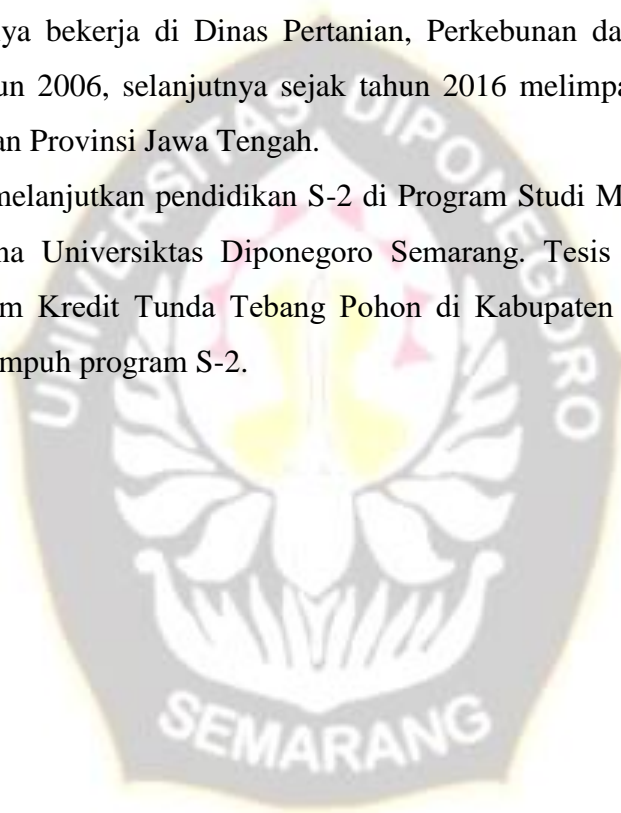 ya bekerja di Dinas Pertanian, Perkebunan da
un 2006, selanjutnya sejak tahun 2016 melimpa
an Provinsi Jawa Tengah.
melanjutkan pendidikan S-2 di Program Studi M
na Universiktas Diponegoro Semarang. Tesis
m Kredit Tunda Tebang Pohon di Kabupaten
mpuh program S-2.
UNIVERSITAS DIPONEGORO
SEMARANG